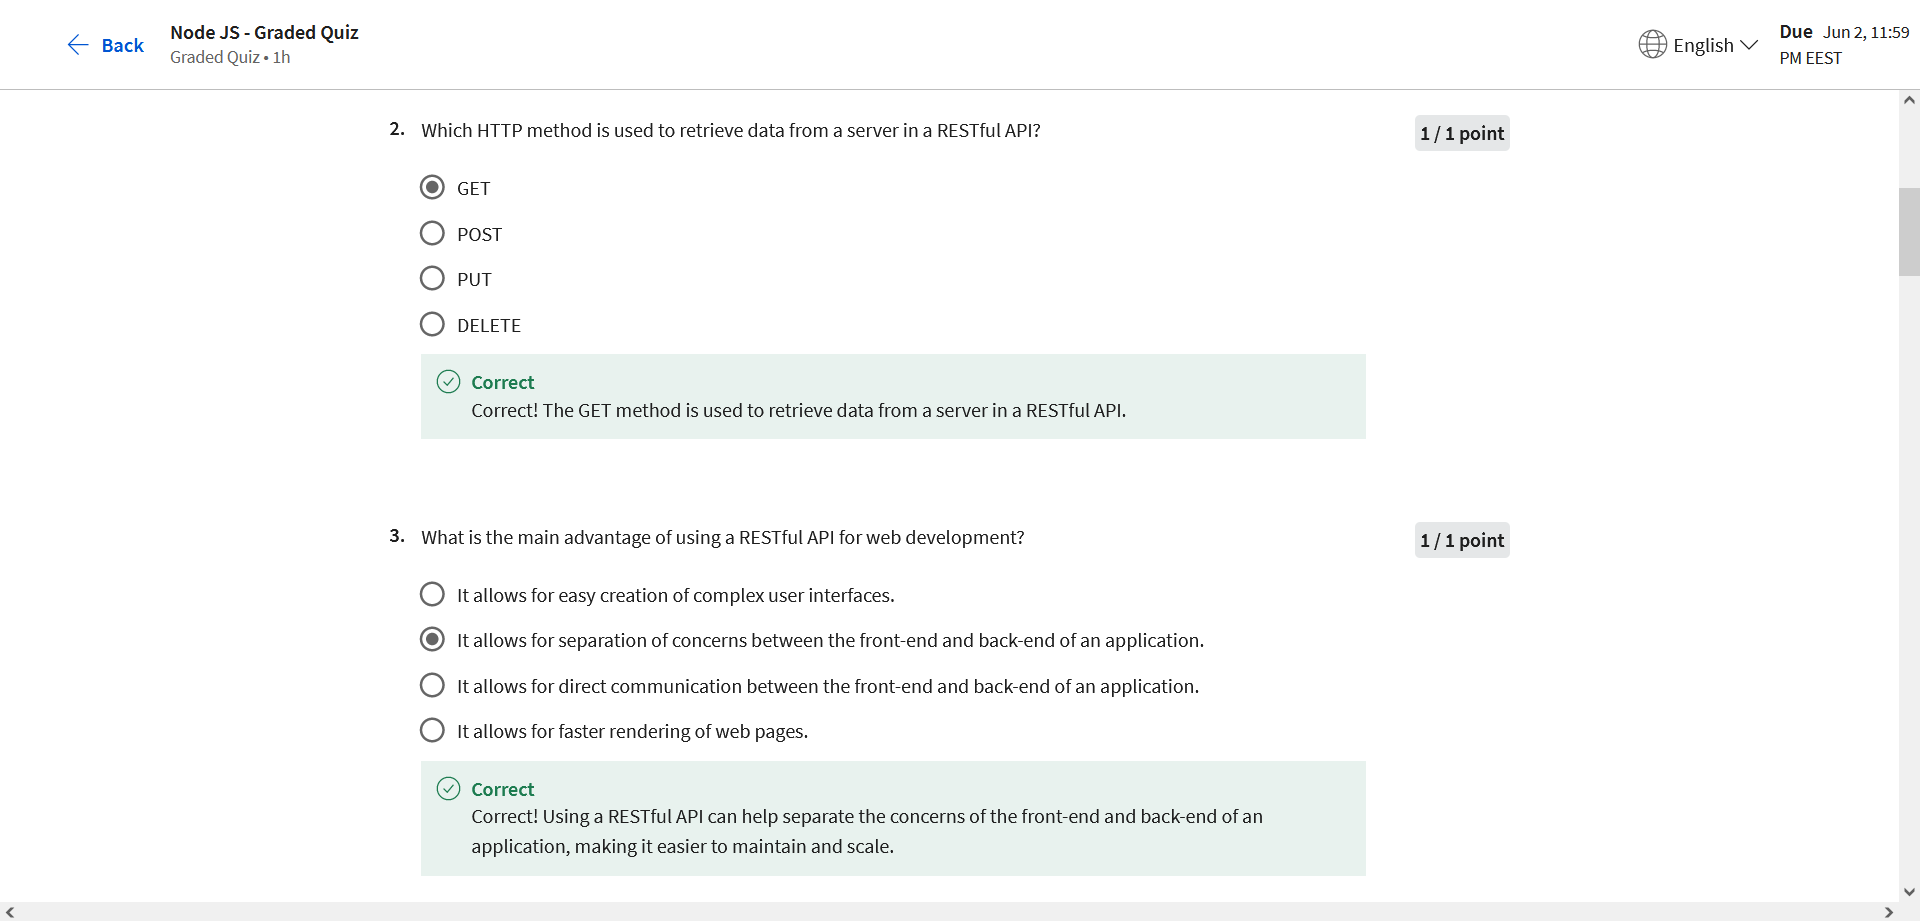 Back
Node JS - Graded Quiz
Graded Quiz • 1h
English
Due Jun 2, 11:59
PM EEST
2. Which HTTP method is used to retrieve data from a server in a RESTful API?
1 / 1 point
GET
POST
PUT
DELETE
Correct
Correct! The GET method is used to retrieve data from a server in a RESTful API.
3. What is the main advantage of using a RESTful API for web development?
1 / 1 point
It allows for easy creation of complex user interfaces.
It allows for separation of concerns between the front-end and back-end of an application.
It allows for direct communication between the front-end and back-end of an application.
It allows for faster rendering of web pages.
Correct
Correct! Using a RESTful API can help separate the concerns of the front-end and back-end of an
application, making it easier to maintain and scale.